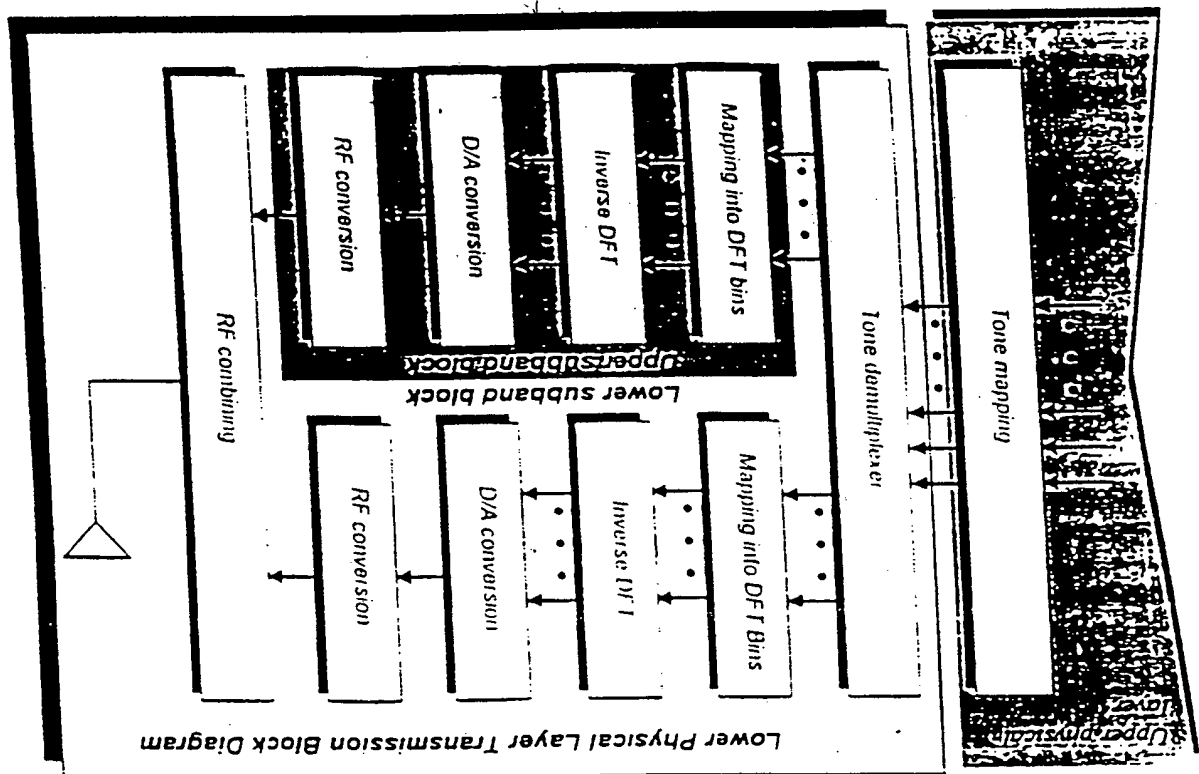 Lower Physical Layer Transmission Block Diagram
Upper physical
layer
Tone mapping
Tone damultiplexer
Lower subband block
Upper subband block
Mapping into DFT Bins
Inverse DFT
D/A conversion
RF conversion
Mapping into DFT bins
Inverse DFT
D/A conversion
RF conversion
RF combining